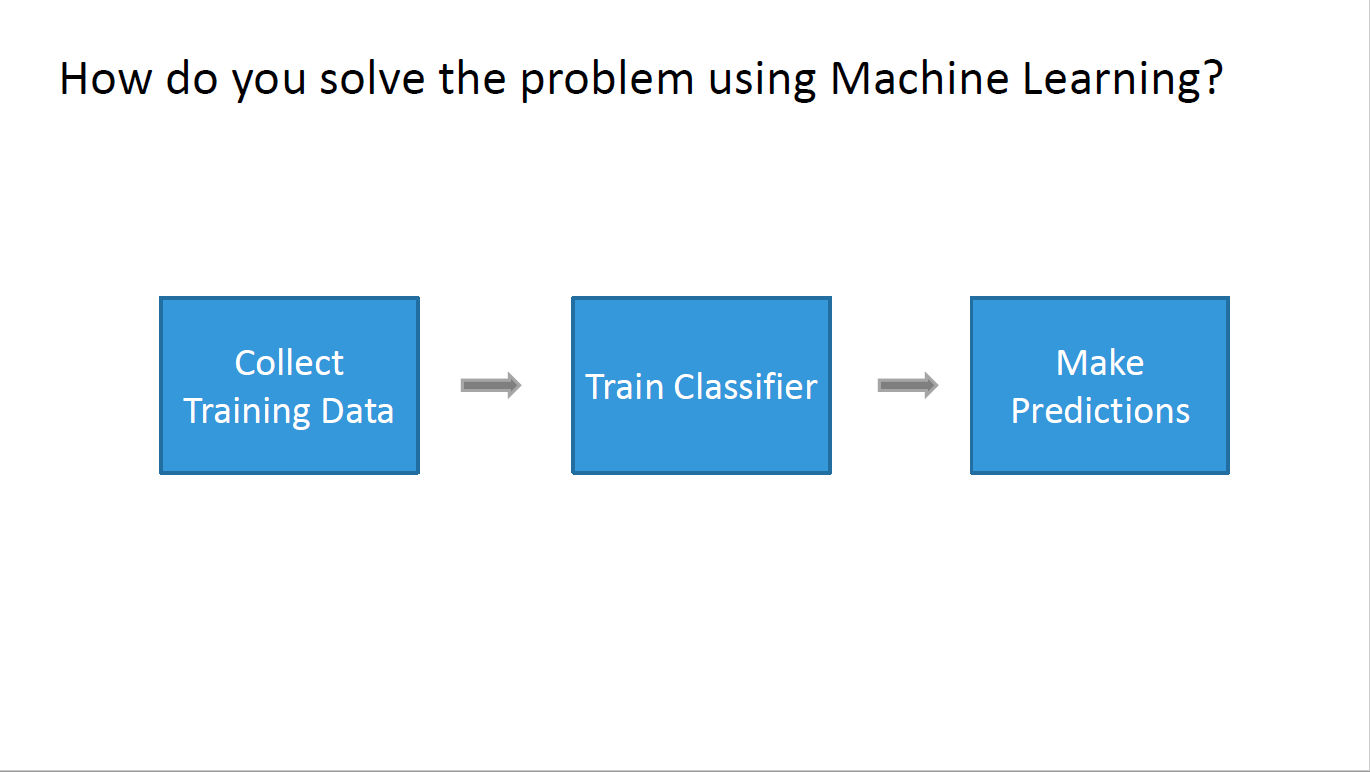 How do you solve the problem using Machine Learning?
Collect
Training Data
Train Classifier
Make
Predictions